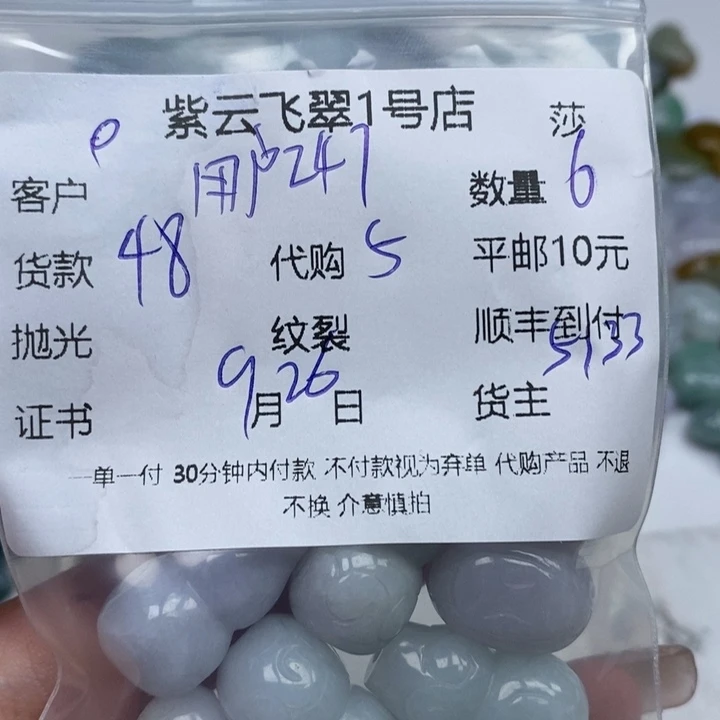 紫云飞翠1号店 莎
客户 用户247 数量 6
货款 48 代购 5 平邮10元
抛光 纹裂 顺丰到付
5133
证书 9月26日 货主
一单一付 30分钟内付款 不付款视为弃单 代购产品 不退
不换 介意慎拍